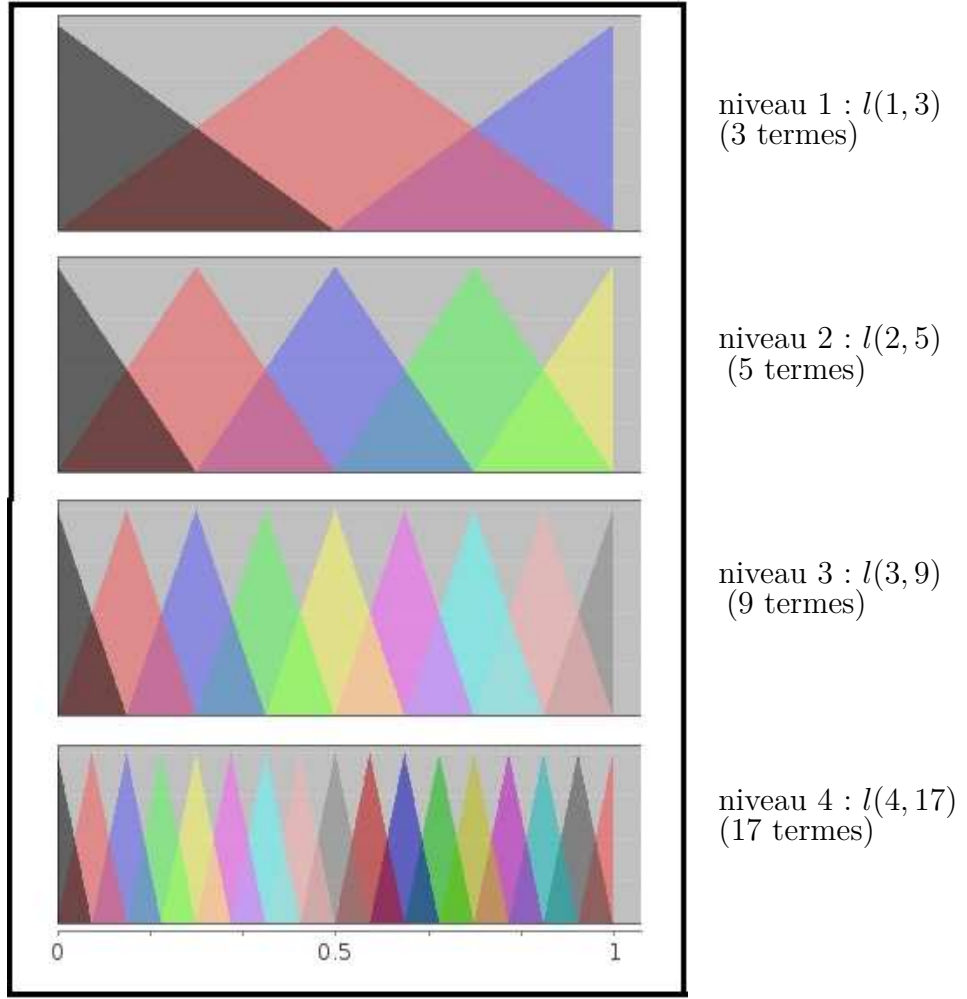 niveau 1 : l(1, 3)
(3 termes)
niveau 2 : l(2, 5)
(5 termes)
niveau 3 : l(3, 9)
(9 termes)
niveau 4 : l(4, 17)
(17 termes)
0 0.5 1